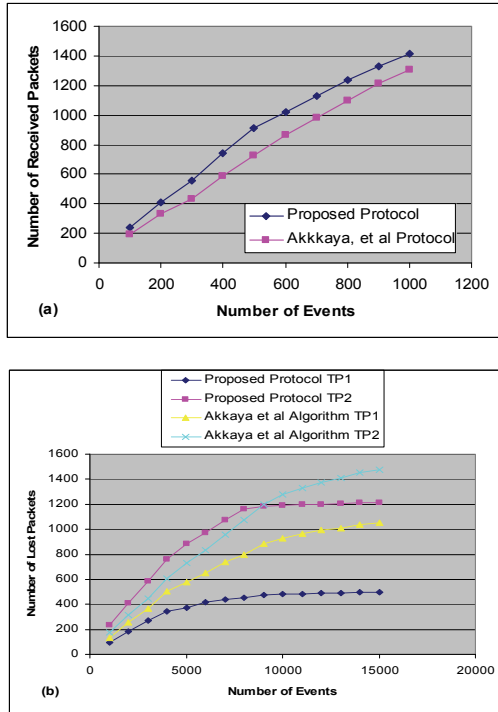 1600
1400
1200
1000
800
600
400
200
0
Number of Received Packets
Proposed Protocol
Akkkaya, et al Protocol
0 200 400 600 800 1000 1200
Number of Events
(a)
Proposed Protocol TP1
Proposed Protocol TP2
Akkaya et al Algorithm TP1
Akkaya et al Algorithm TP2
1600
1400
1200
1000
800
600
400
200
0
Number of Lost Packets
0 5000 10000 15000 20000
Number of Events
(b)